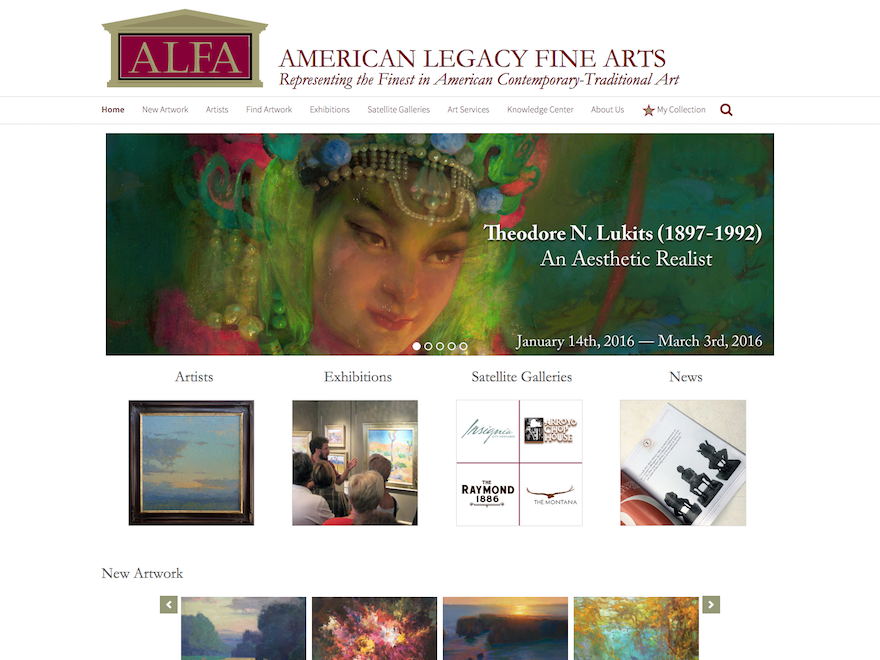 ALFA
AMERICAN LEGACY FINE ARTS
Representing the Finest in American Contemporary-Traditional Art
Home New Artwork Artists Find Artwork Exhibitions Satellite Galleries Art Services Knowledge Center About Us My Collection
Theodore N. Lukits (1897-1992)
An Aesthetic Realist
January 14th, 2016 — March 3rd, 2016
Artists Exhibitions Satellite Galleries News
Insignia
ARROYO
CHOP
HOUSE
THE
RAYMOND
1886
THE MONTANA
New Artwork